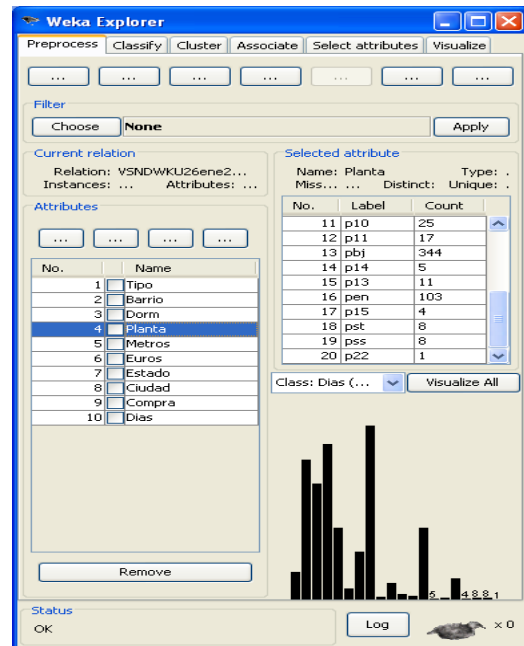 Weka Explorer
Preprocess Classify Cluster Associate Select attributes Visualize
... ... ... ... ... ... ...
Filter
Choose None Apply
Current relation
Relation: VSNDWKU26ene2...
Instances: ... Attributes: ...
Selected attribute
Name: Planta Type: .
Miss... ... Distinct: Unique: .
Attributes
... ... ... ...
No. Name
1 Tipo
2 Barrio
3 Dorm
4 Planta
5 Metros
6 Euros
7 Estado
8 Ciudad
9 Compra
10 Dias
Remove
No. Label Count
11 p10 25
12 p11 17
13 pbj 344
14 p14 5
15 p13 11
16 pen 103
17 p15 4
18 pst 8
19 pss 8
20 p22 1
Class: Dias (... Visualize All
5 4 8 8 1
Status
OK
Log x 0